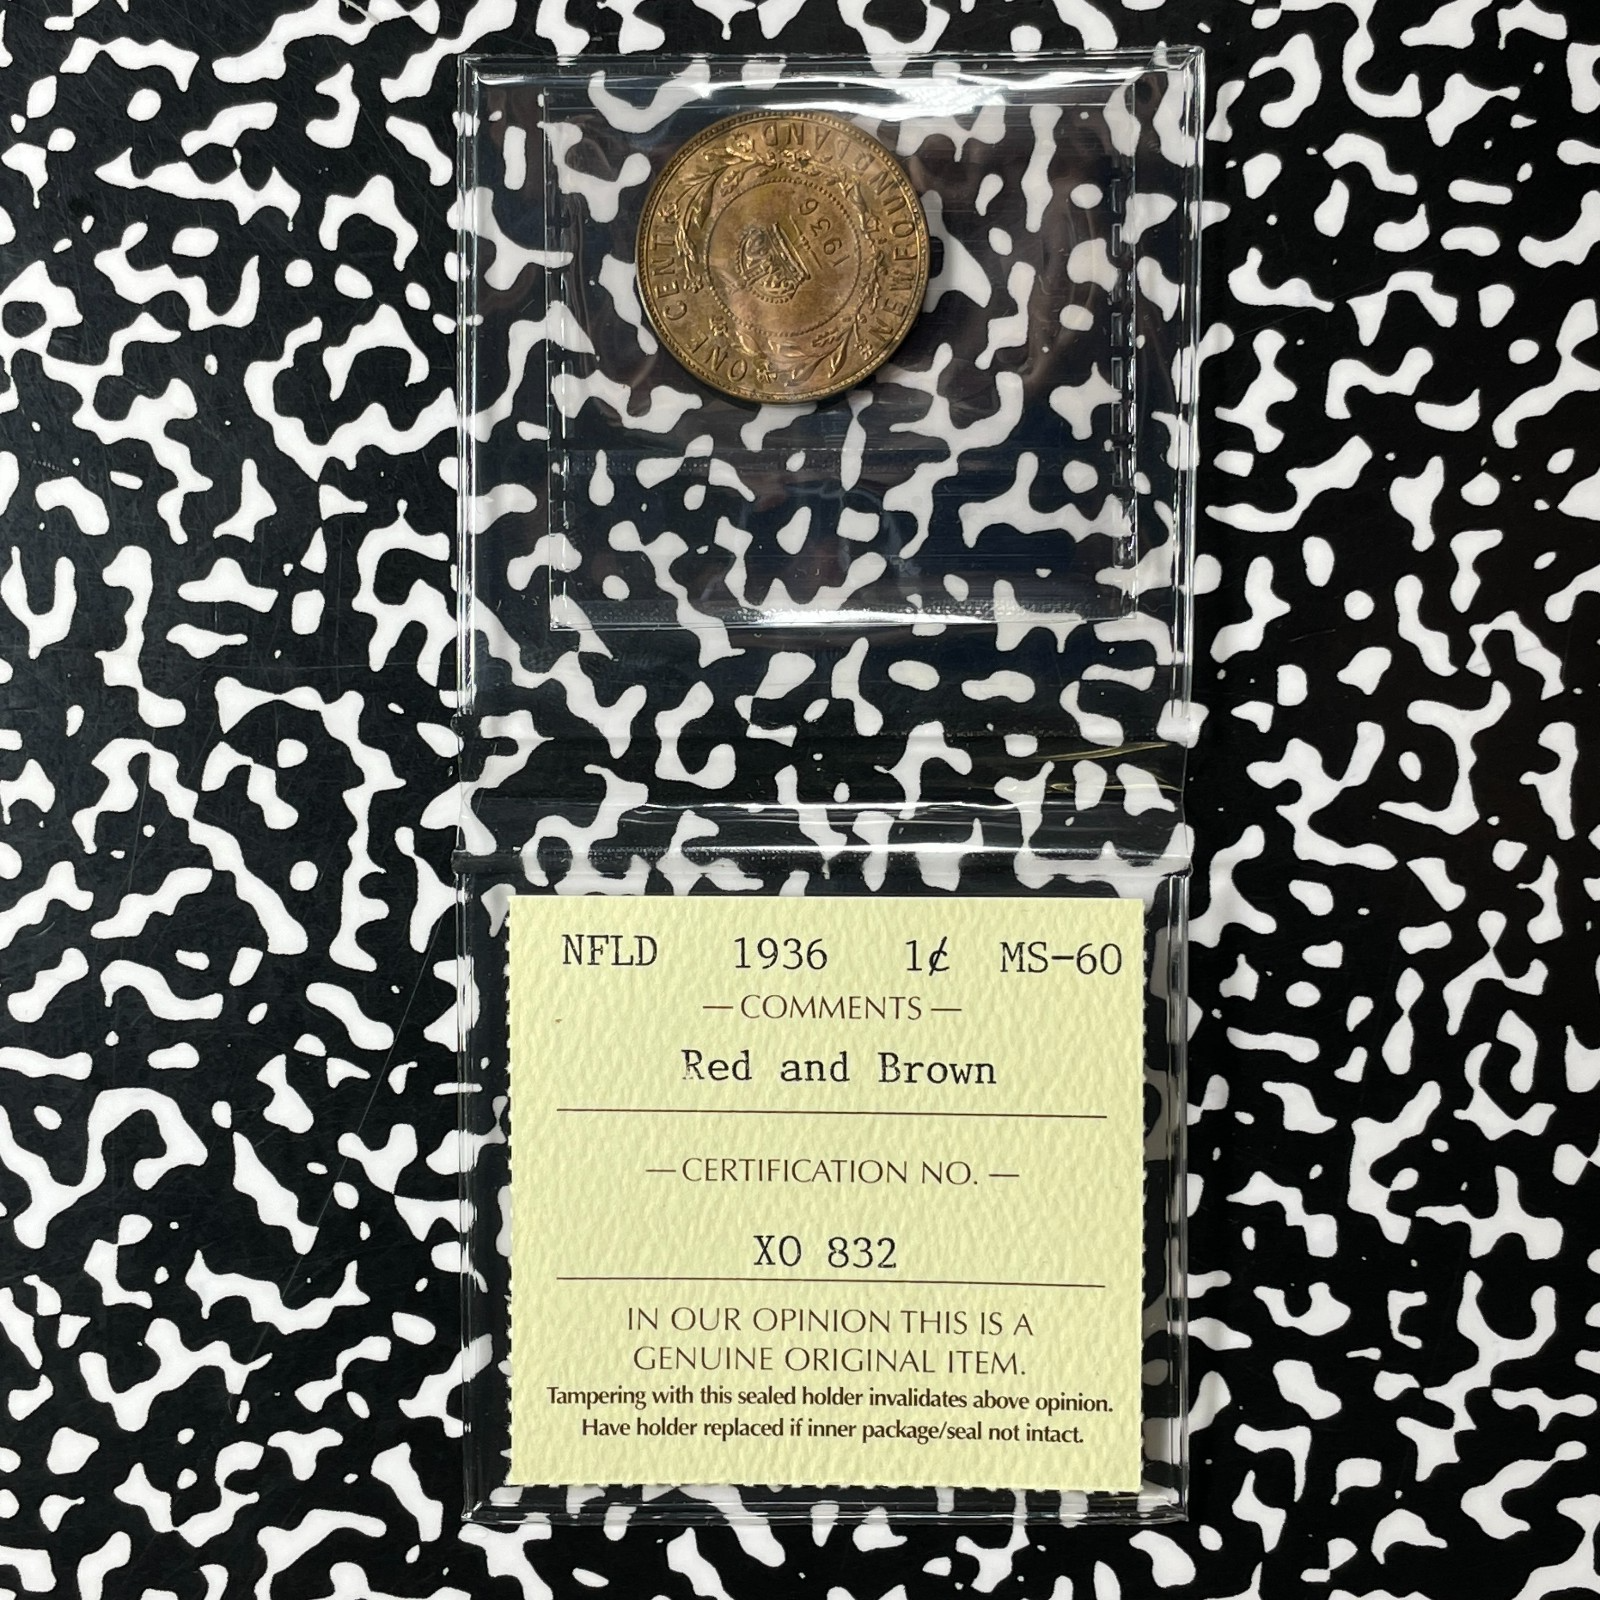 NEWFOUNDLAND
1936
ONE CENT
NFLD 1936 1¢ MS-60
— COMMENTS —
Red and Brown
— CERTIFICATION NO. —
XO 832
IN OUR OPINION THIS IS A
GENUINE ORIGINAL ITEM.
Tampering with this sealed holder invalidates above opinion.
Have holder replaced if inner package/seal not intact.